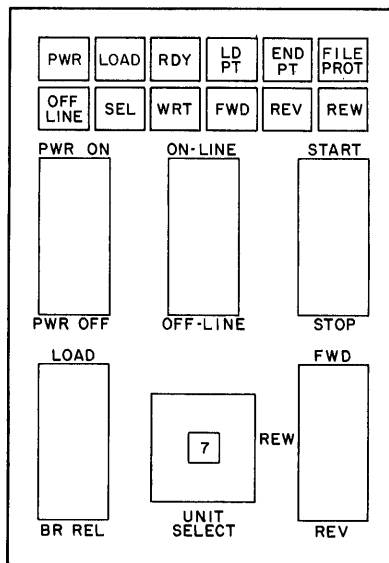 PWR LOAD RDY LD PT END PT FILE PROT
OFF LINE SEL WRT FWD REV REW
PWR ON ON-LINE START
PWR OFF OFF-LINE STOP
LOAD FWD
7 REW
UNIT SELECT
BR REL REV